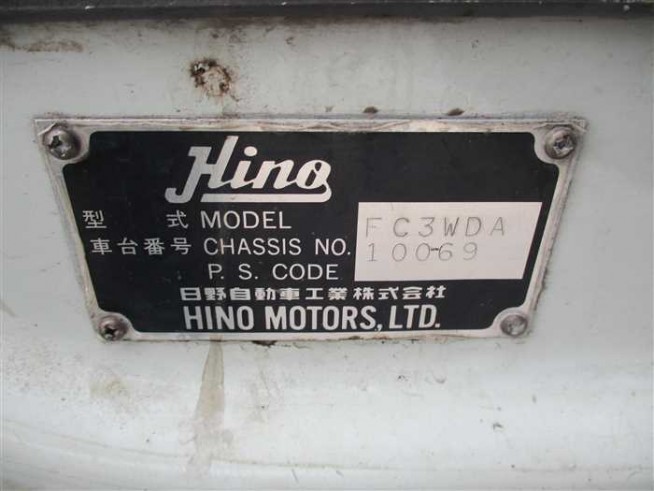 Hino
型 式 MODEL FC3WDA
車台番号 CHASSIS NO. 10069
P. S. CODE
日野自動車工業株式会社
HINO MOTORS, LTD.